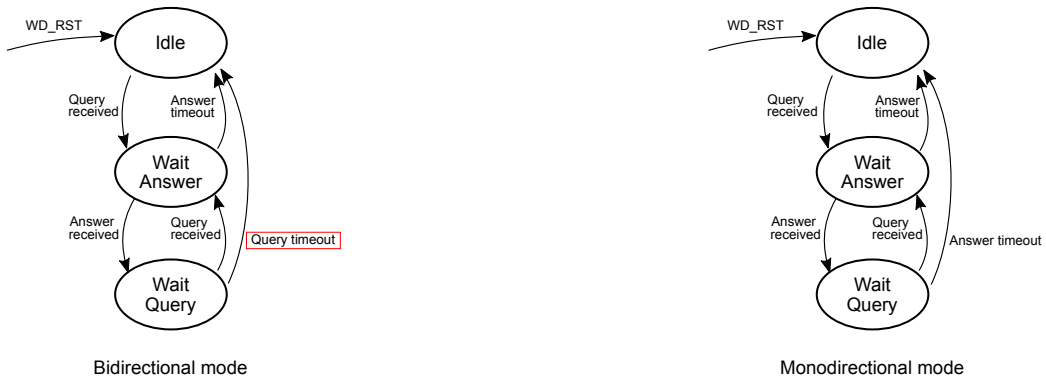 WD_RST
Idle
Query
received
Answer
timeout
Wait
Answer
Answer
received
Query
received
Query timeout
Wait
Query
Bidirectional mode
WD_RST
Idle
Query
received
Answer
timeout
Wait
Answer
Answer
received
Query
received
Answer timeout
Wait
Query
Monodirectional mode